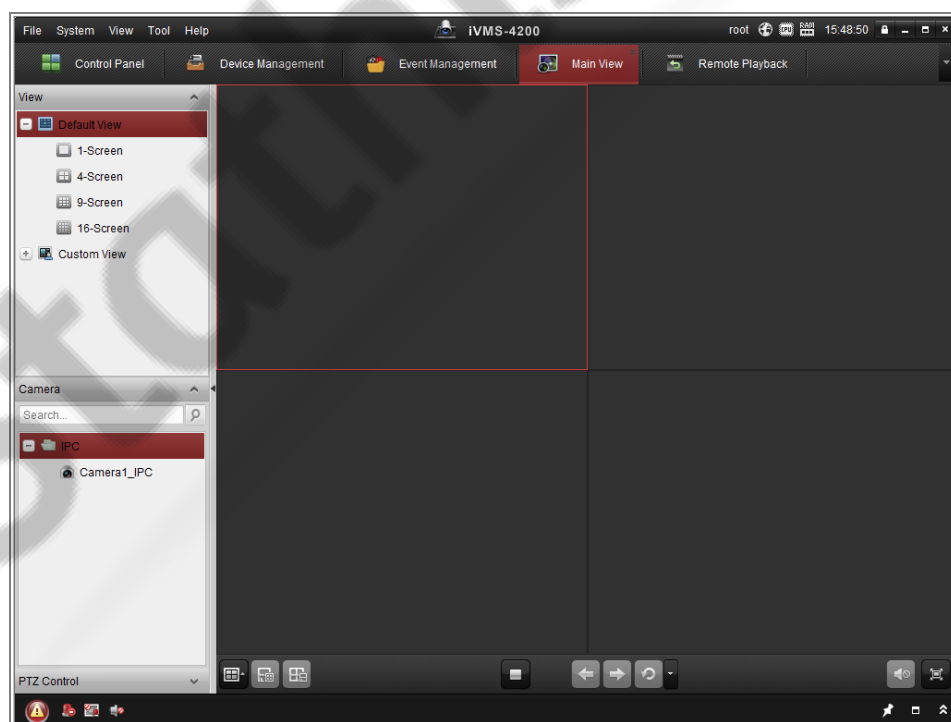 File System View Tool Help iVMS-4200 root CPU RAM 15:48:50
Control Panel Device Management Event Management Main View Remote Playback
View
Default View
1-Screen
4-Screen
9-Screen
16-Screen
Custom View
Camera
Search...
IPC
Camera1_IPC
PTZ Control